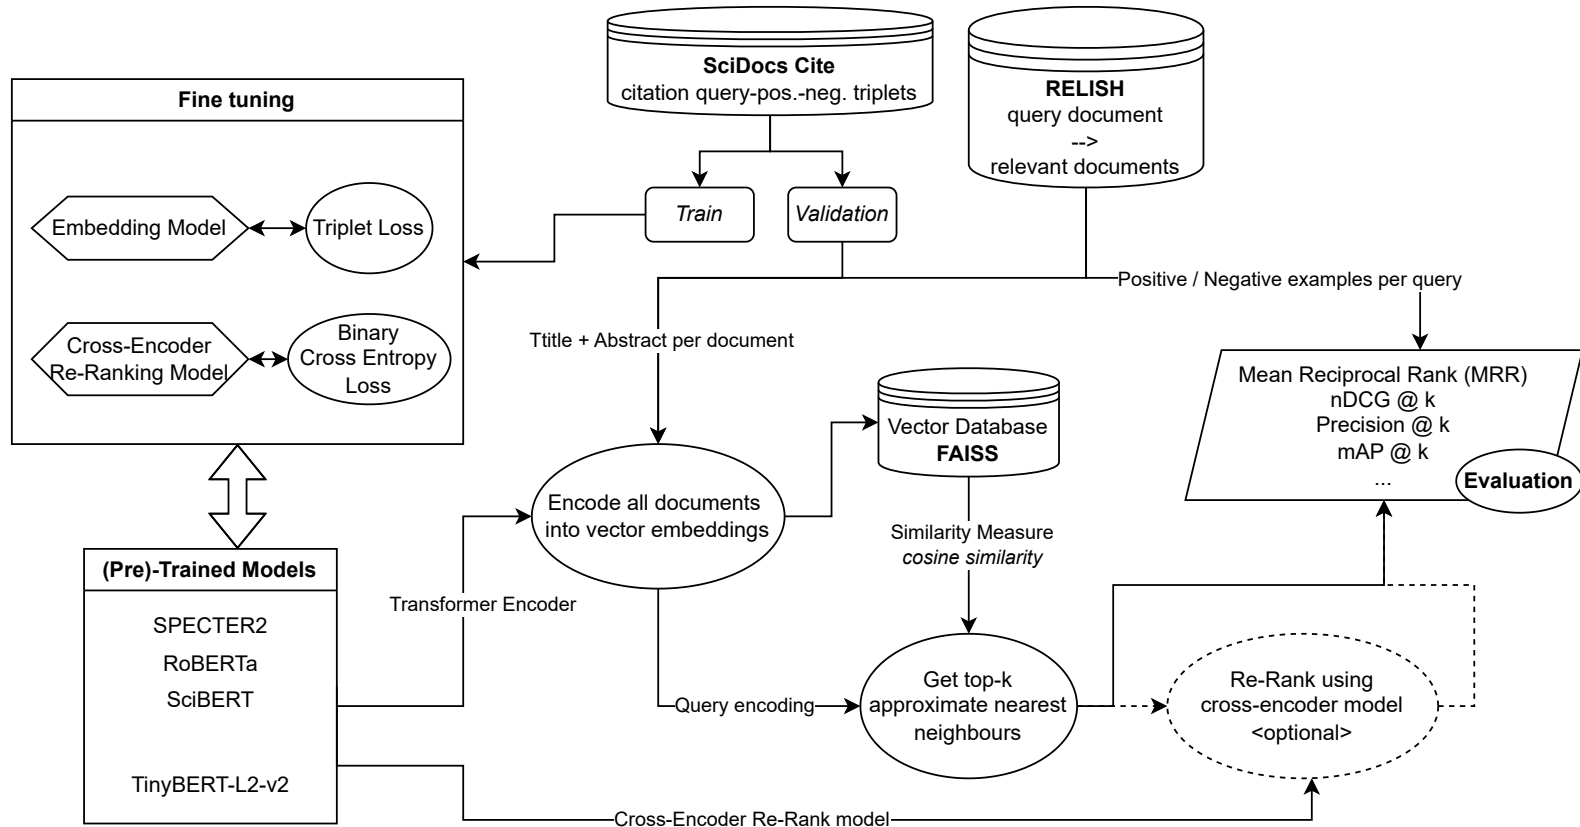 SciDocs Cite
citation query-pos.-neg. triplets
RELISH
query document
-->
relevant documents
Fine tuning
Embedding Model
Triplet Loss
Cross-Encoder
Re-Ranking Model
Binary
Cross Entropy
Loss
Train
Validation
Positive / Negative examples per query
Ttitle + Abstract per document
Mean Reciprocal Rank (MRR)
nDCG @ k
Precision @ k
mAP @ k
...
Evaluation
Vector Database
FAISS
Encode all documents
into vector embeddings
Similarity Measure
cosine similarity
(Pre)-Trained Models
SPECTER2
RoBERTa
SciBERT
TinyBERT-L2-v2
Transformer Encoder
Query encoding
Get top-k
approximate nearest
neighbours
Re-Rank using
cross-encoder model
<optional>
Cross-Encoder Re-Rank model